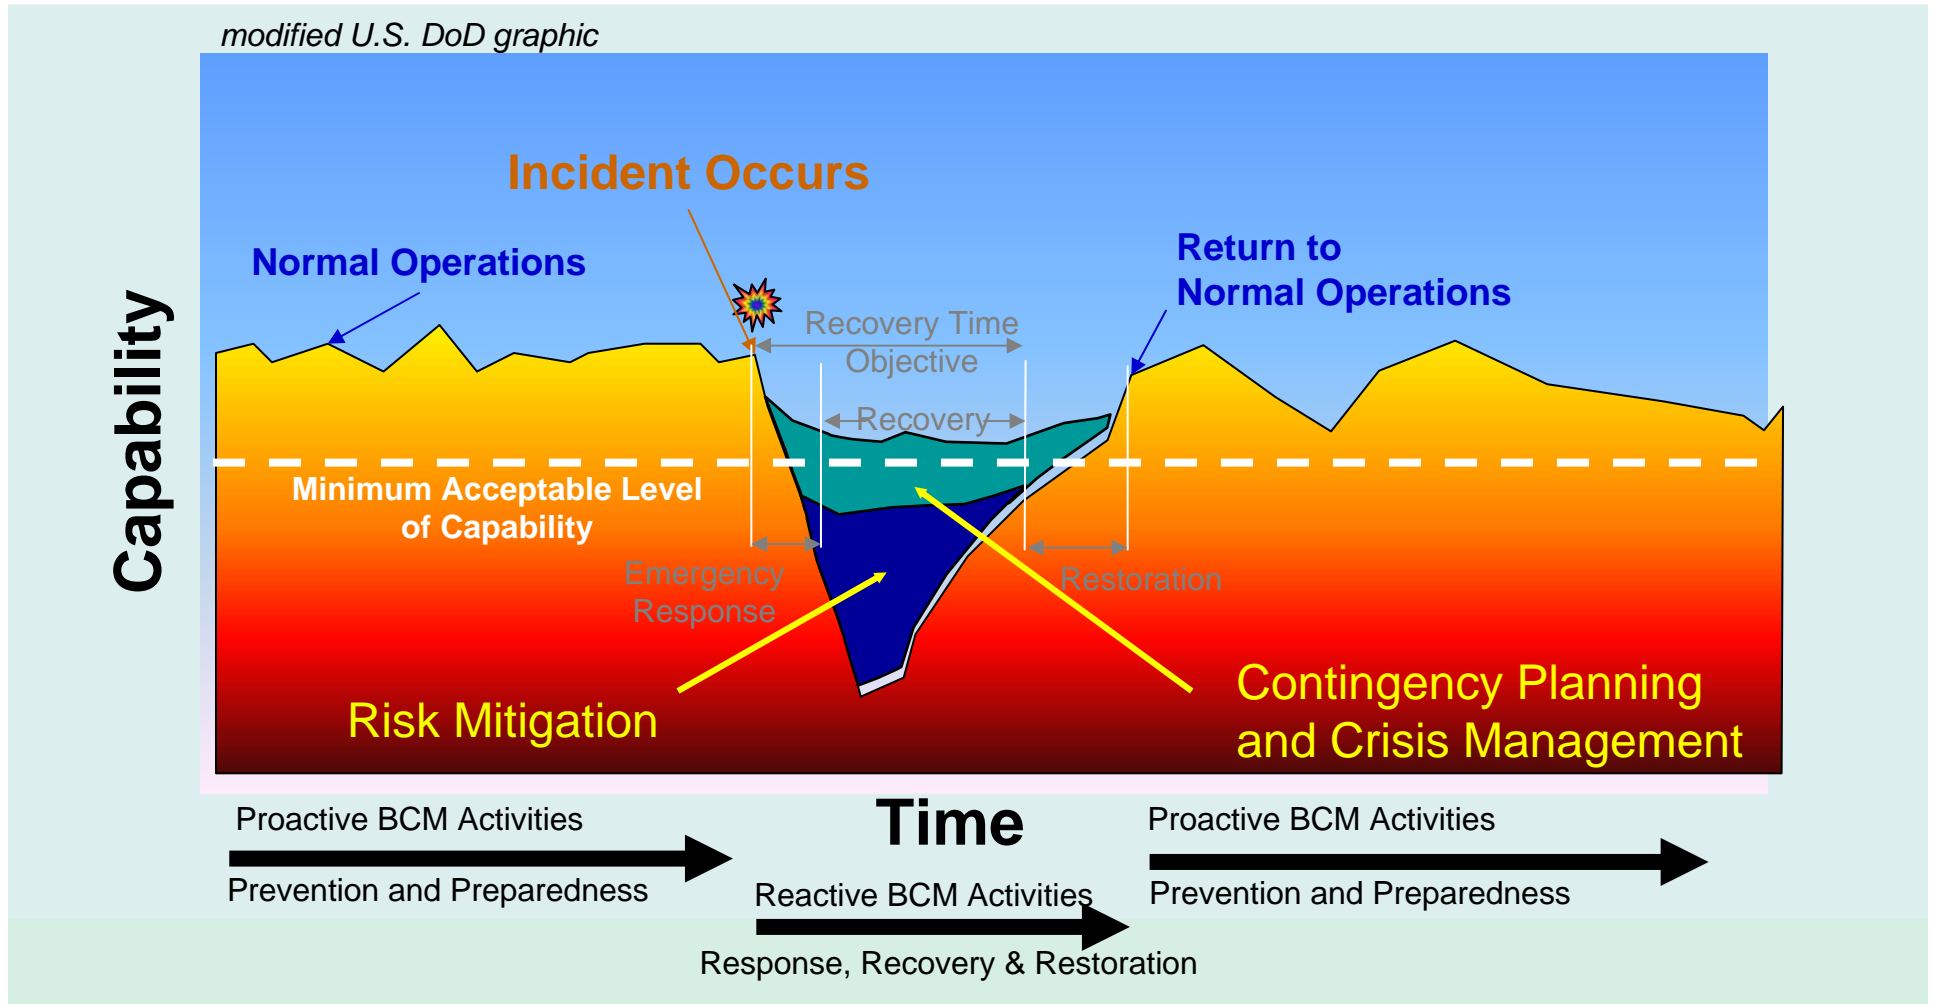 modified U.S. DoD graphic
Incident Occurs
Normal Operations
Return to
Normal Operations
Recovery Time
Objective
Recovery
Minimum Acceptable Level
of Capability
Emergency
Response
Restoration
Risk Mitigation
Contingency Planning
and Crisis Management
Capability
Time
Proactive BCM Activities
Prevention and Preparedness
Reactive BCM Activities
Response, Recovery & Restoration
Proactive BCM Activities
Prevention and Preparedness